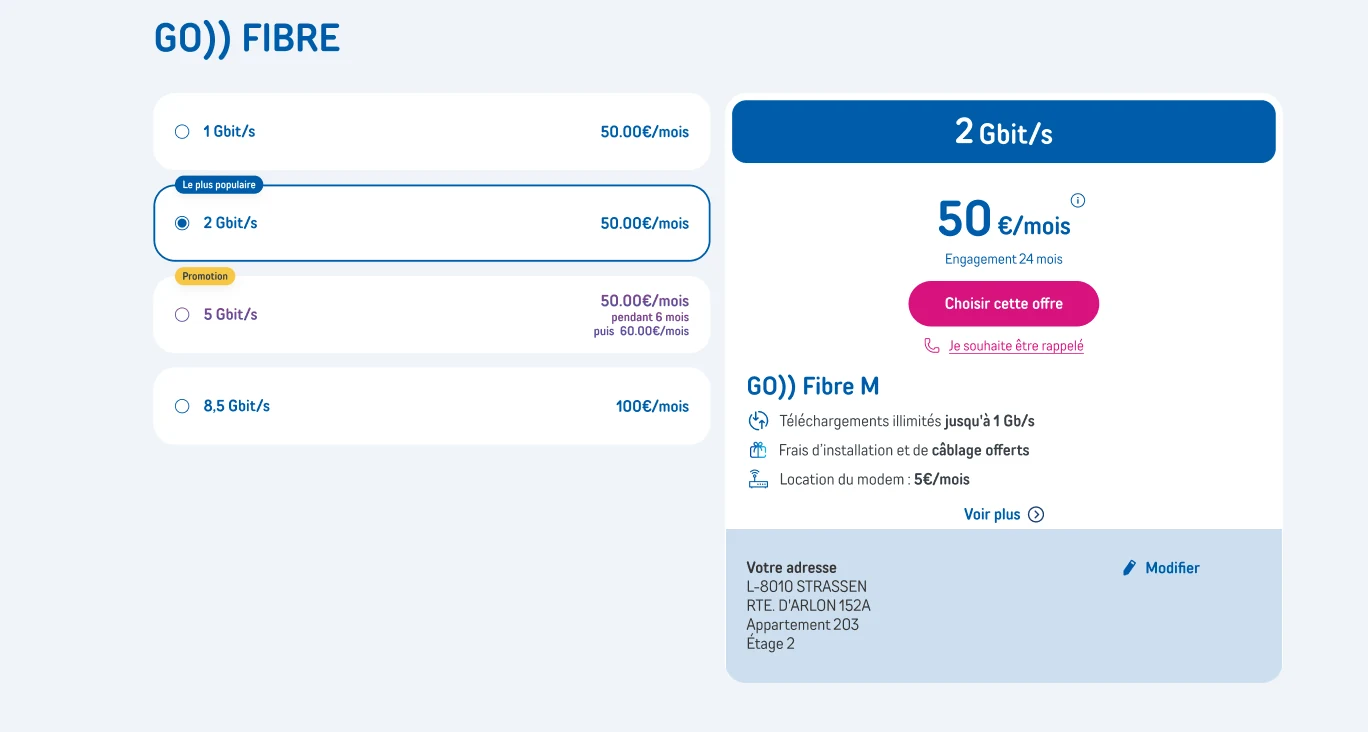 GO)) FIBRE
1 Gbit/s 50.00€/mois
Le plus populaire
2 Gbit/s 50.00€/mois
Promotion
5 Gbit/s
50.00€/mois
pendant 6 mois
puis 60.00€/mois
8,5 Gbit/s 100€/mois
2 Gbit/s
50 €/mois
Engagement 24 mois
Choisir cette offre
Je souhaite être rappelé
GO)) Fibre M
Téléchargements illimités jusqu'à 1 Gb/s
Frais d'installation et de câblage offerts
Location du modem : 5€/mois
Voir plus
Votre adresse
Modifier
L-8010 STRASSEN
RTE. D'ARLON 152A
Appartement 203
Étage 2